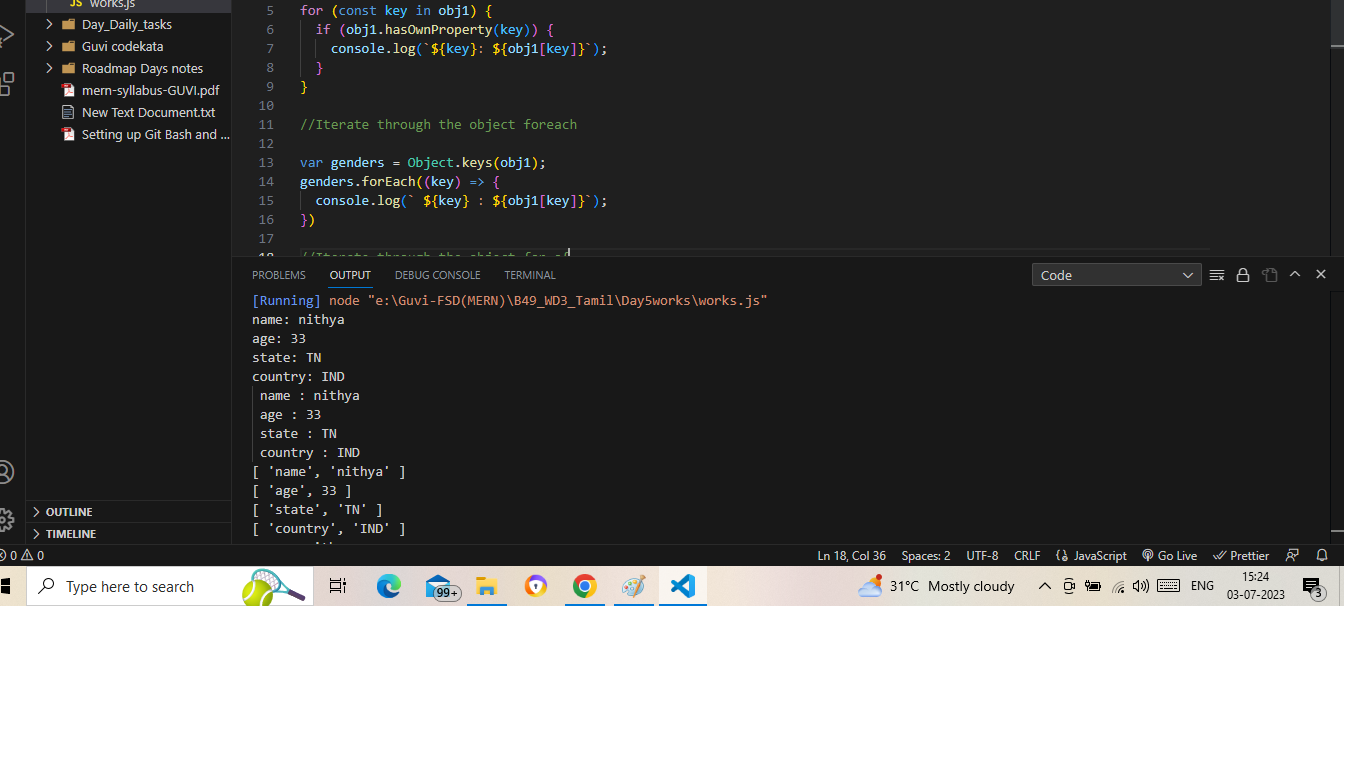 works.js
Day_Daily_tasks
Guvi codekata
Roadmap Days notes
mern-syllabus-GUVI.pdf
New Text Document.txt
Setting up Git Bash and ...
OUTLINE
TIMELINE
5 for (const key in obj1) {
6 if (obj1.hasOwnProperty(key)) {
7 console.log(`${key}: ${obj1[key]}`);
8 }
9 }
10
11 //Iterate through the object foreach
12
13 var genders = Object.keys(obj1);
14 genders.forEach((key) => {
15 console.log(` ${key} : ${obj1[key]}`);
16 })
17
18 //Iterate through the object for of
PROBLEMS OUTPUT DEBUG CONSOLE TERMINAL Code
[Running] node "e:\Guvi-FSD(MERN)\B49_WD3_Tamil\Day5works\works.js"
name: nithya
age: 33
state: TN
country: IND
name : nithya
age : 33
state : TN
country : IND
[ 'name', 'nithya' ]
[ 'age', 33 ]
[ 'state', 'TN' ]
[ 'country', 'IND' ]
0 0 Ln 18, Col 36 Spaces: 2 UTF-8 CRLF {} JavaScript Go Live Prettier
Type here to search 99+ 31°C Mostly cloudy ENG 15:24
03-07-2023 3